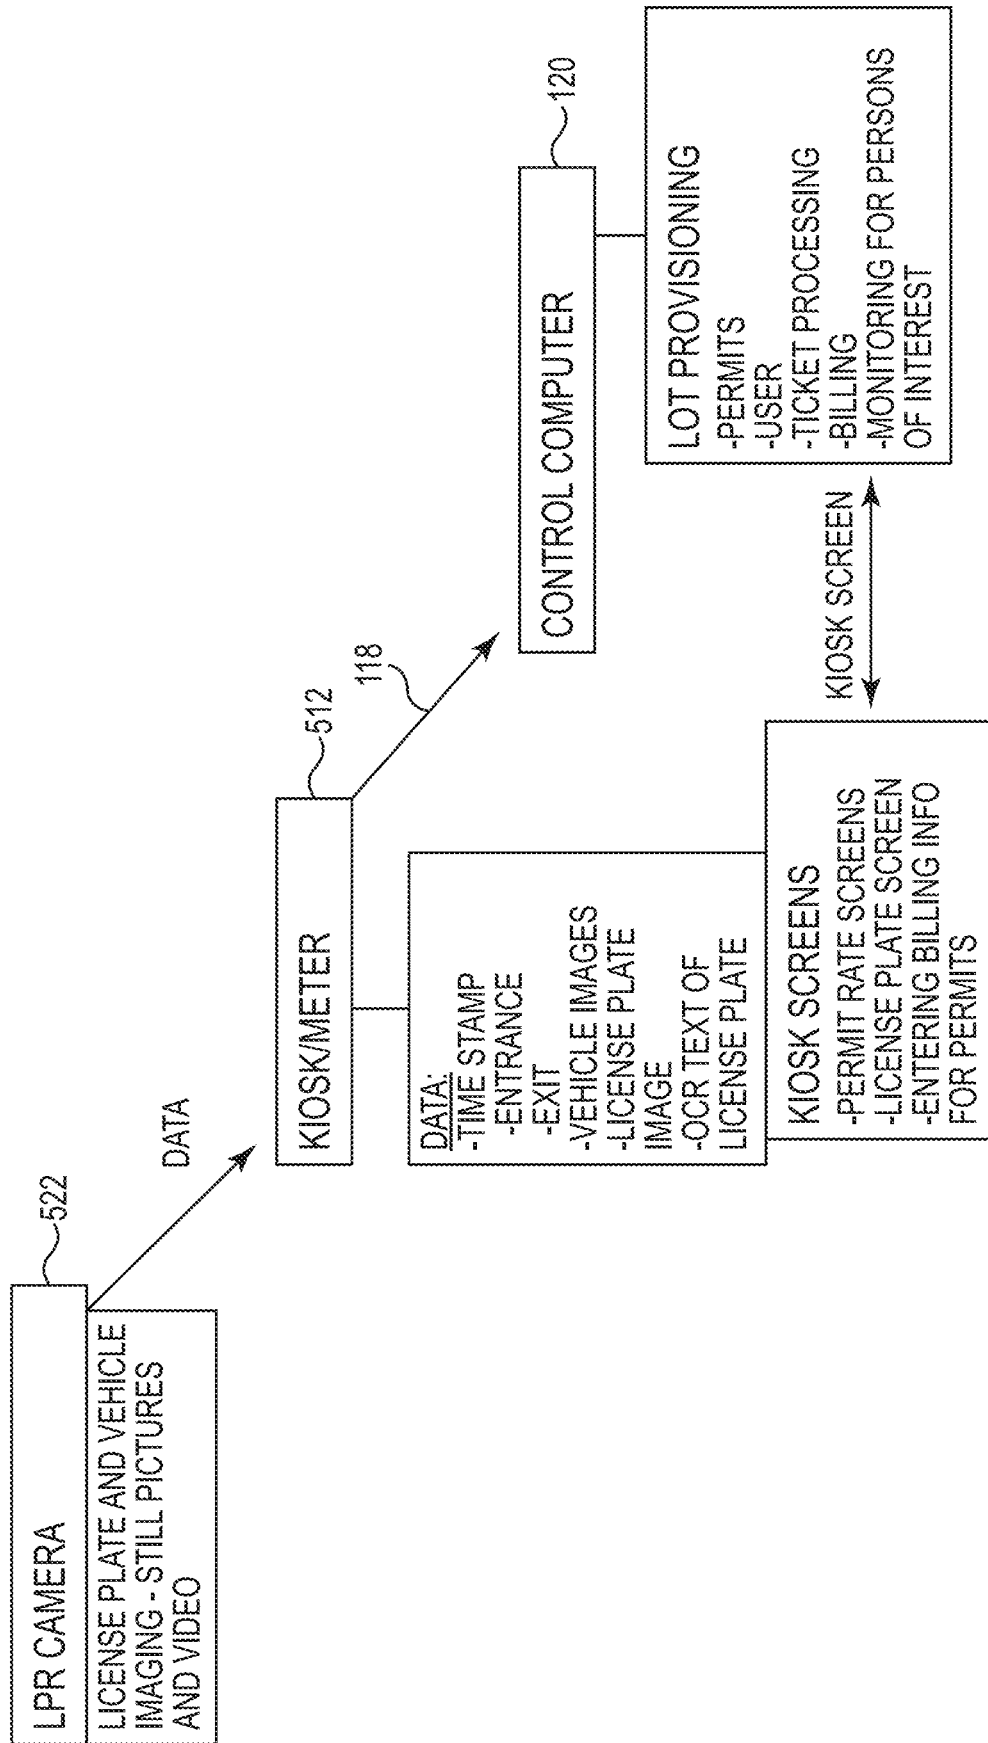 LPR CAMERA
522
LICENSE PLATE AND VEHICLE
IMAGING - STILL PICTURES
AND VIDEO
DATA
KIOSK/METER
512
DATA:
-TIME STAMP
-ENTRANCE
-EXIT
-VEHICLE IMAGES
-LICENSE PLATE
IMAGE
-OCR TEXT OF
LICENSE PLATE
KIOSK SCREENS
-PERMIT RATE SCREENS
-LICENSE PLATE SCREEN
-ENTERING BILLING INFO
FOR PERMITS
118
CONTROL COMPUTER
120
KIOSK SCREEN
LOT PROVISIONING
-PERMITS
-USER
-TICKET PROCESSING
-BILLING
-MONITORING FOR PERSONS
OF INTEREST